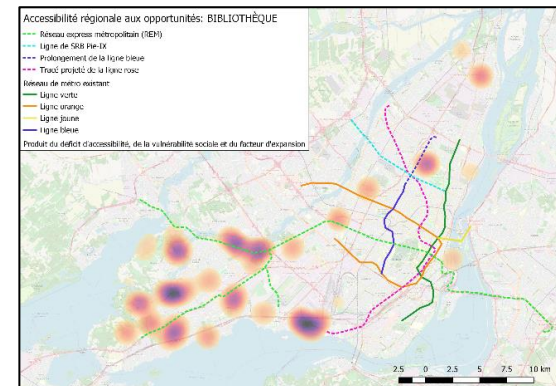 Accessibilité régionale aux opportunités: BIBLIOTHÈQUE
Réseau express métropolitain (REM)
Ligne de SRB Pie-IX
Prolongement de la ligne bleue
Tracé projeté de la ligne rose
Réseau de métro existant
Ligne verte
Ligne orange
Ligne jaune
Ligne bleue
Produit du déficit d'accessibilité, de la vulnérabilité sociale et du facteur d'expansion
2.5 0 2.5 5 7.5 10 km